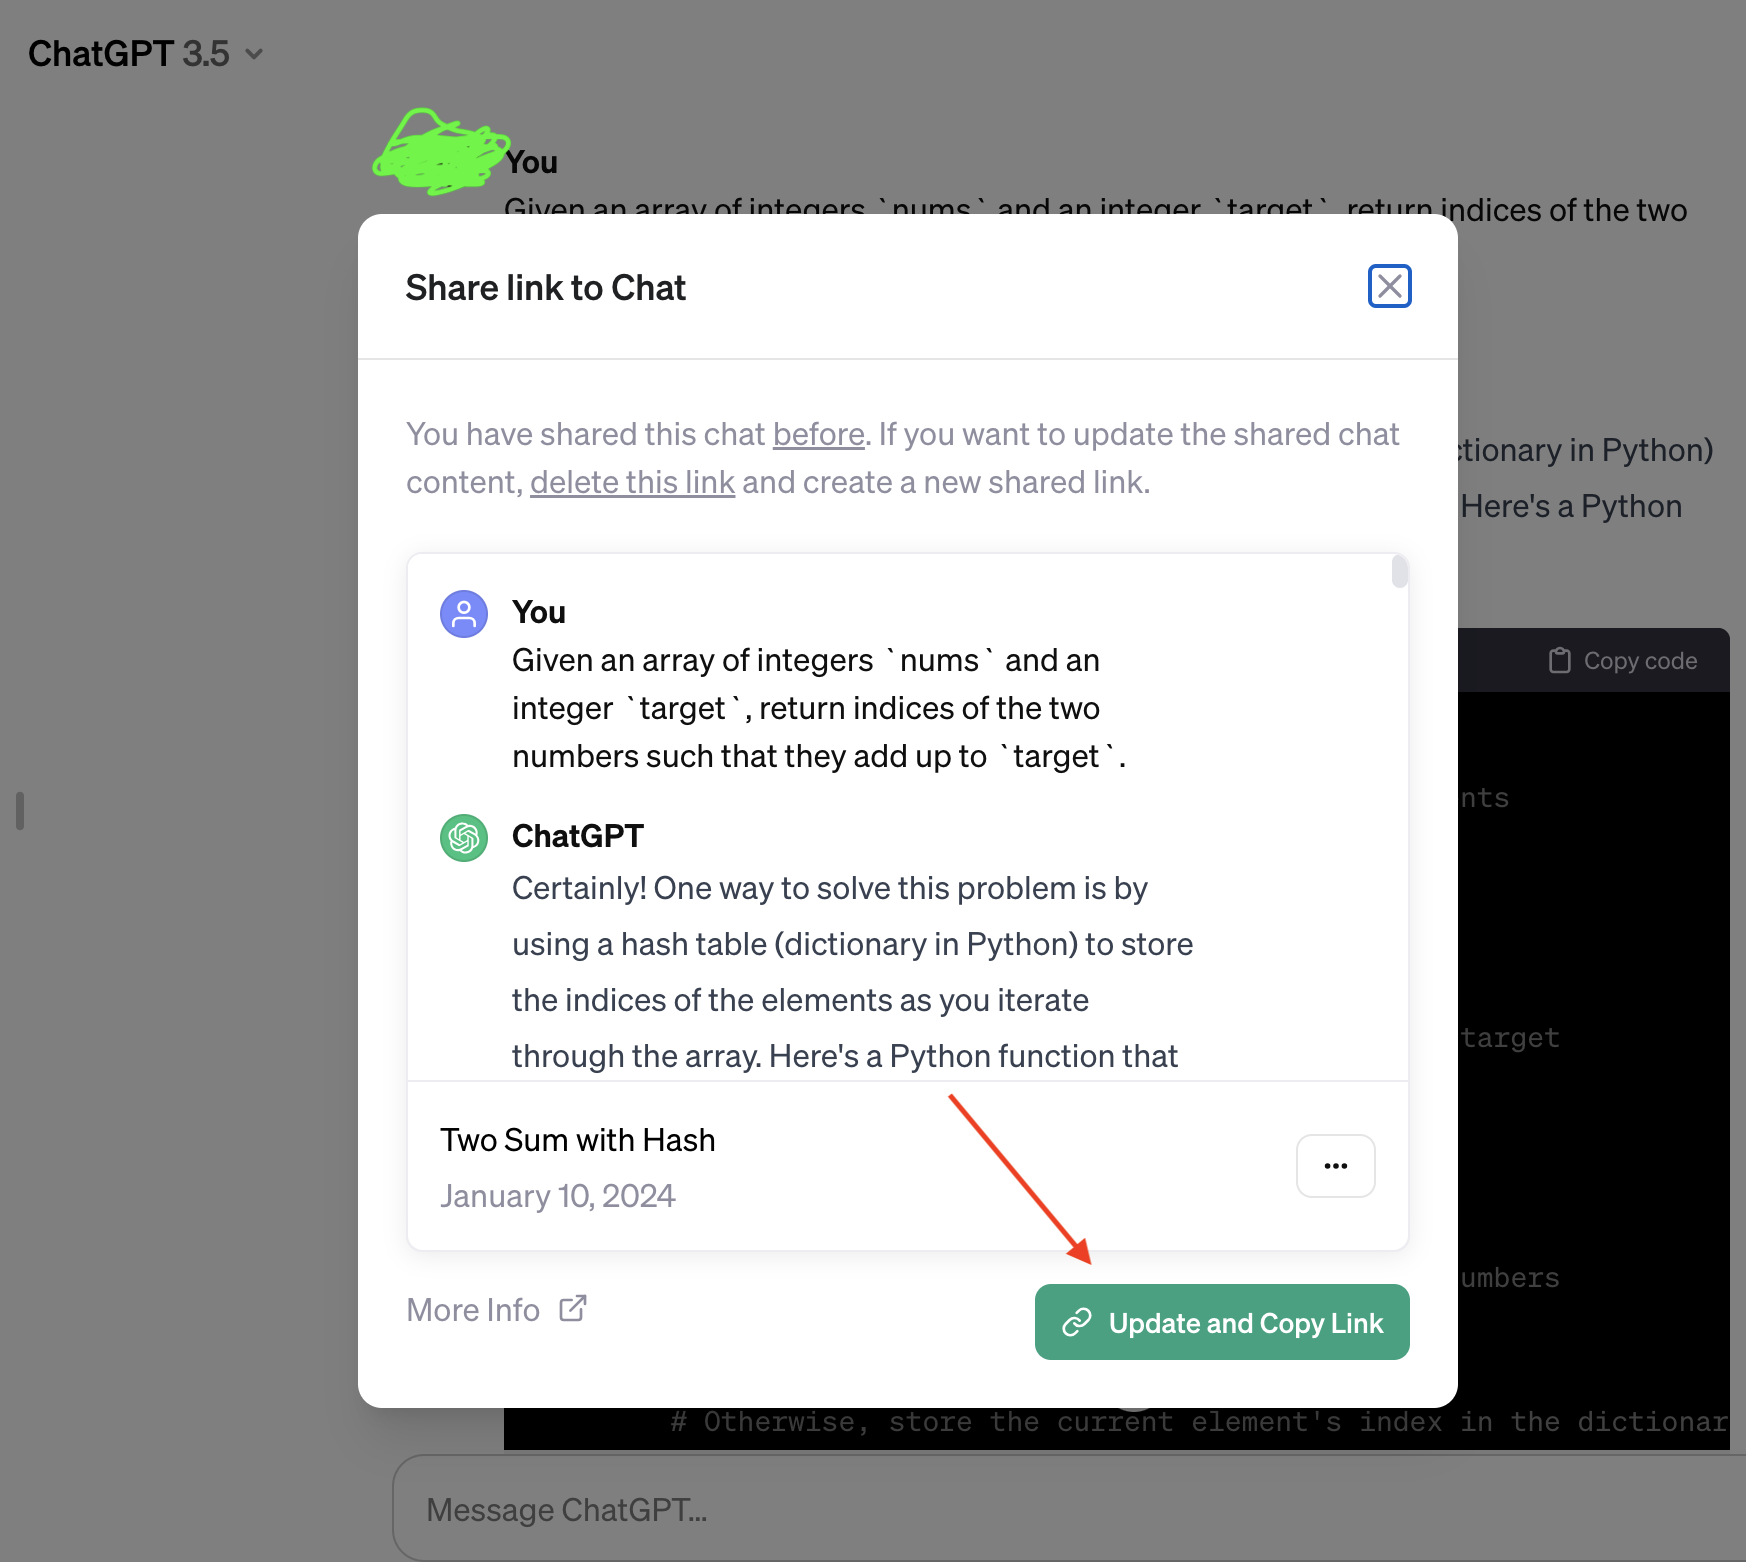 ChatGPT 3.5
You
Given an array of integers `nums` and an integer `target`, return indices of the two
Share link to Chat
You have shared this chat before. If you want to update the shared chat
content, delete this link and create a new shared link.
ctionary in Python)
Here's a Python
You
Given an array of integers `nums` and an
integer `target`, return indices of the two
numbers such that they add up to `target`.
Copy code
nts
ChatGPT
Certainly! One way to solve this problem is by
using a hash table (dictionary in Python) to store
the indices of the elements as you iterate
through the array. Here's a Python function that
target
Two Sum with Hash
January 10, 2024
...
umbers
More Info
Update and Copy Link
# Otherwise, store the current element's index in the dictionar
Message ChatGPT...